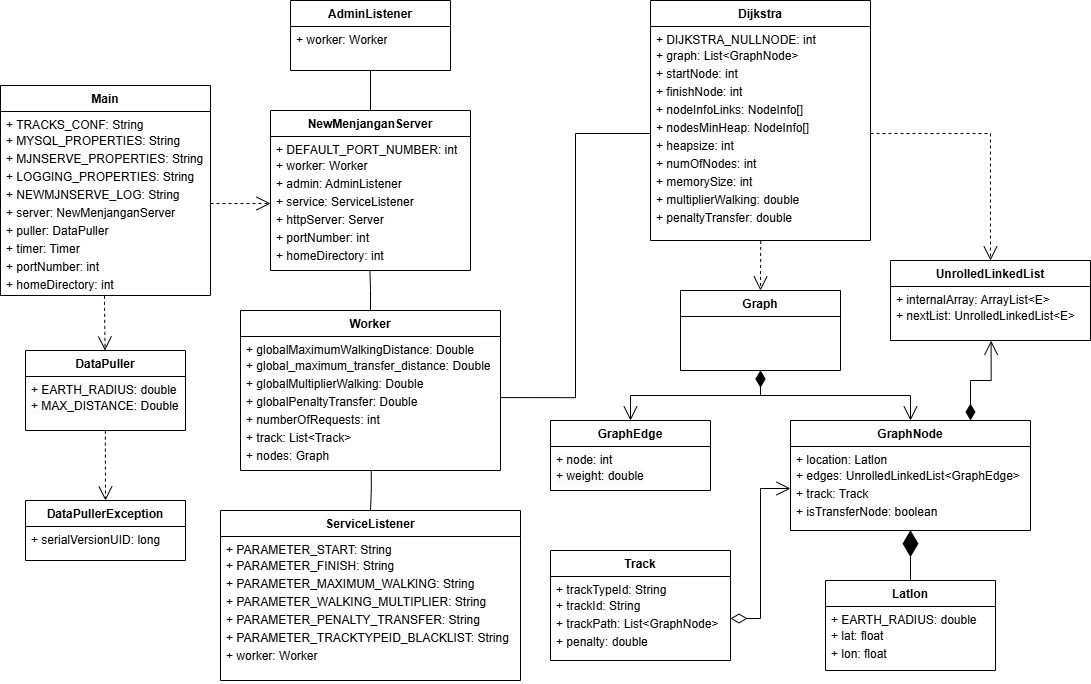 AdminListener
+ worker: Worker
Dijkstra
+ DIJKSTRA_NULLNODE: int
+ graph: List<GraphNode>
+ startNode: int
+ finishNode: int
+ nodeInfoLinks: NodeInfo[]
+ nodesMinHeap: NodeInfo[]
+ heapsize: int
+ numOfNodes: int
+ memorySize: int
+ multiplierWalking: double
+ penaltyTransfer: double
Main
+ TRACKS_CONF: String
+ MYSQL_PROPERTIES: String
+ MJNSERVE_PROPERTIES: String
+ LOGGING_PROPERTIES: String
+ NEWMJNSERVE_LOG: String
+ server: NewMenjanganServer
+ puller: DataPuller
+ timer: Timer
+ portNumber: int
+ homeDirectory: int
NewMenjanganServer
+ DEFAULT_PORT_NUMBER: int
+ worker: Worker
+ admin: AdminListener
+ service: ServiceListener
+ httpServer: Server
+ portNumber: int
+ homeDirectory: int
UnrolledLinkedList
+ internalArray: ArrayList<E>
+ nextList: UnrolledLinkedList<E>
Graph
Worker
+ globalMaximumWalkingDistance: Double
+ global_maximum_transfer_distance: Double
+ globalMultiplierWalking: Double
+ globalPenaltyTransfer: Double
+ numberOfRequests: int
+ track: List<Track>
+ nodes: Graph
DataPuller
+ EARTH_RADIUS: double
+ MAX_DISTANCE: Double
GraphEdge
+ node: int
+ weight: double
GraphNode
+ location: Latlon
+ edges: UnrolledLinkedList<GraphEdge>
+ track: Track
+ isTransferNode: boolean
DataPullerException
+ serialVersionUID: long
ServiceListener
+ PARAMETER_START: String
+ PARAMETER_FINISH: String
+ PARAMETER_MAXIMUM_WALKING: String
+ PARAMETER_WALKING_MULTIPLIER: String
+ PARAMETER_PENALTY_TRANSFER: String
+ PARAMETER_TRACKTYPEID_BLACKLIST: String
+ worker: Worker
Track
+ trackTypeId: String
+ trackId: String
+ trackPath: List<GraphNode>
+ penalty: double
Latlon
+ EARTH_RADIUS: double
+ lat: float
+ lon: float